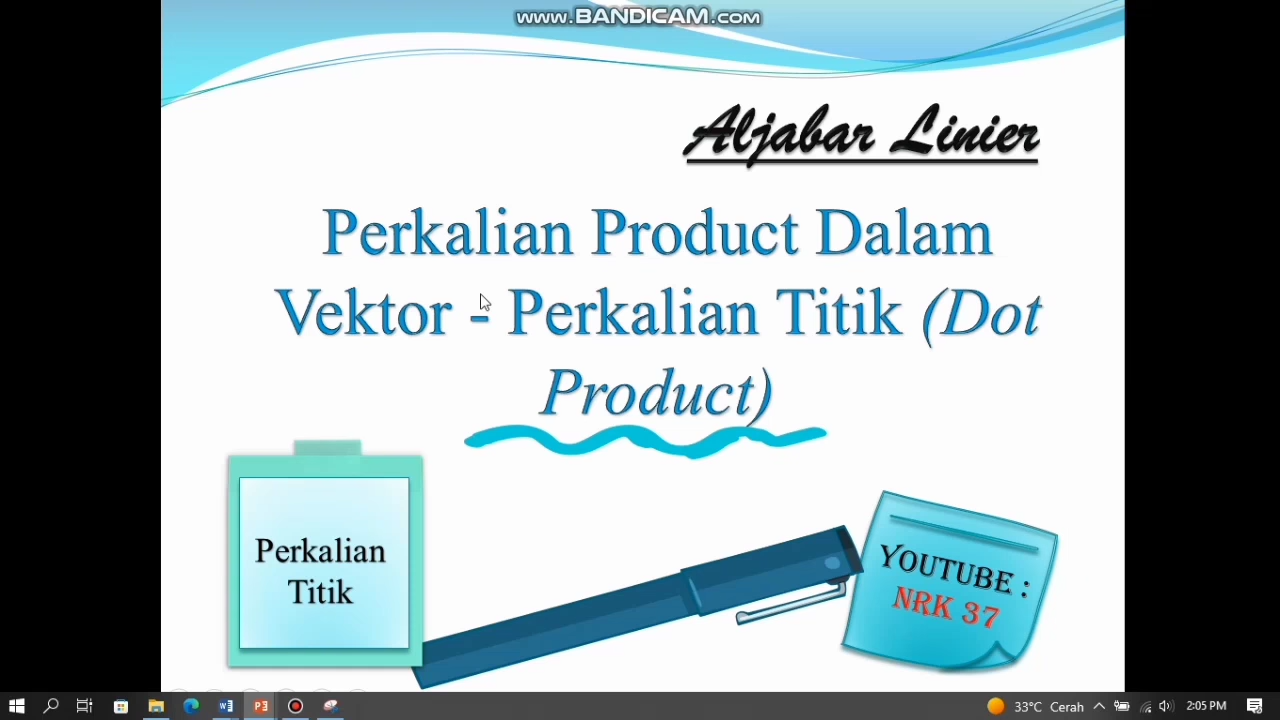 www.BANDICAM.com
Aljabar Linier
Perkalian Product Dalam
Vektor - Perkalian Titik (Dot
Product)
Perkalian
Titik
YOUTUBE :
NRK 37
33°C Cerah
2:05 PM